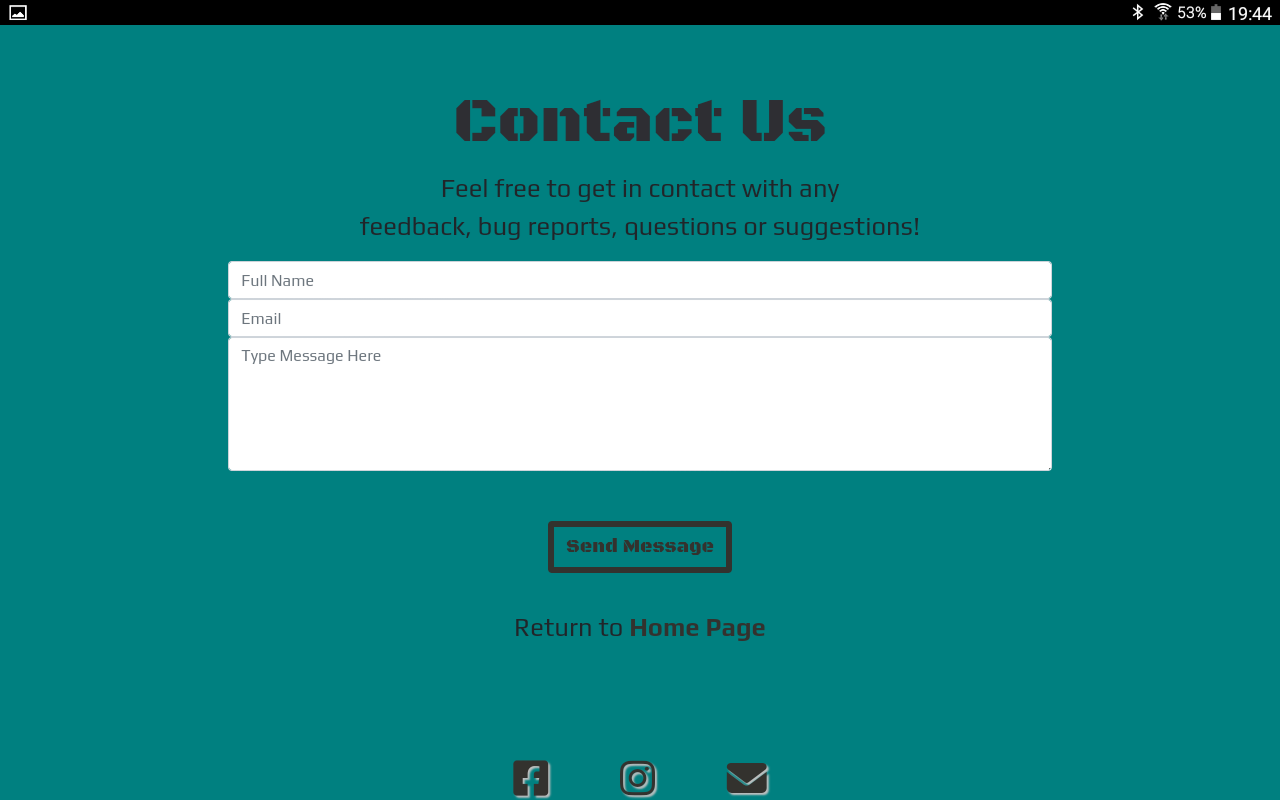 53% 19:44
Contact Us
Feel free to get in contact with any
feedback, bug reports, questions or suggestions!
Full Name
Email
Type Message Here
Send Message
Return to Home Page